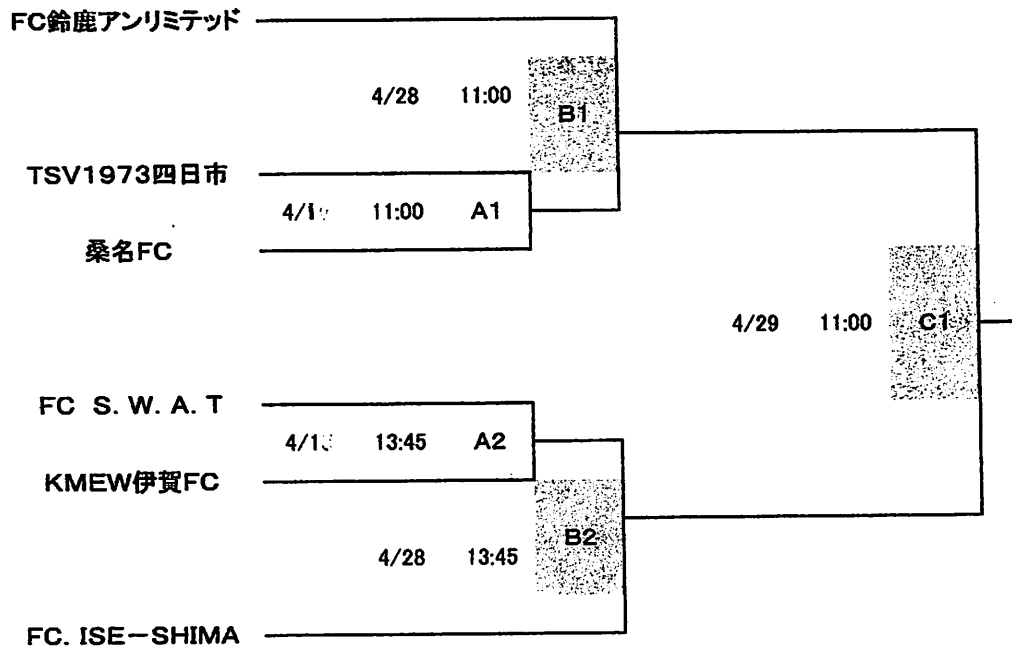 FC鈴鹿アンリミテッド
4/28 11:00 B1
TSV1973四日市
11:00 A1
桑名FC
4/29 11:00 C1
FC S.W.A.T
13:45 A2
KMEW伊賀FC
4/28 13:45 B2
FC.ISE-SHIMA